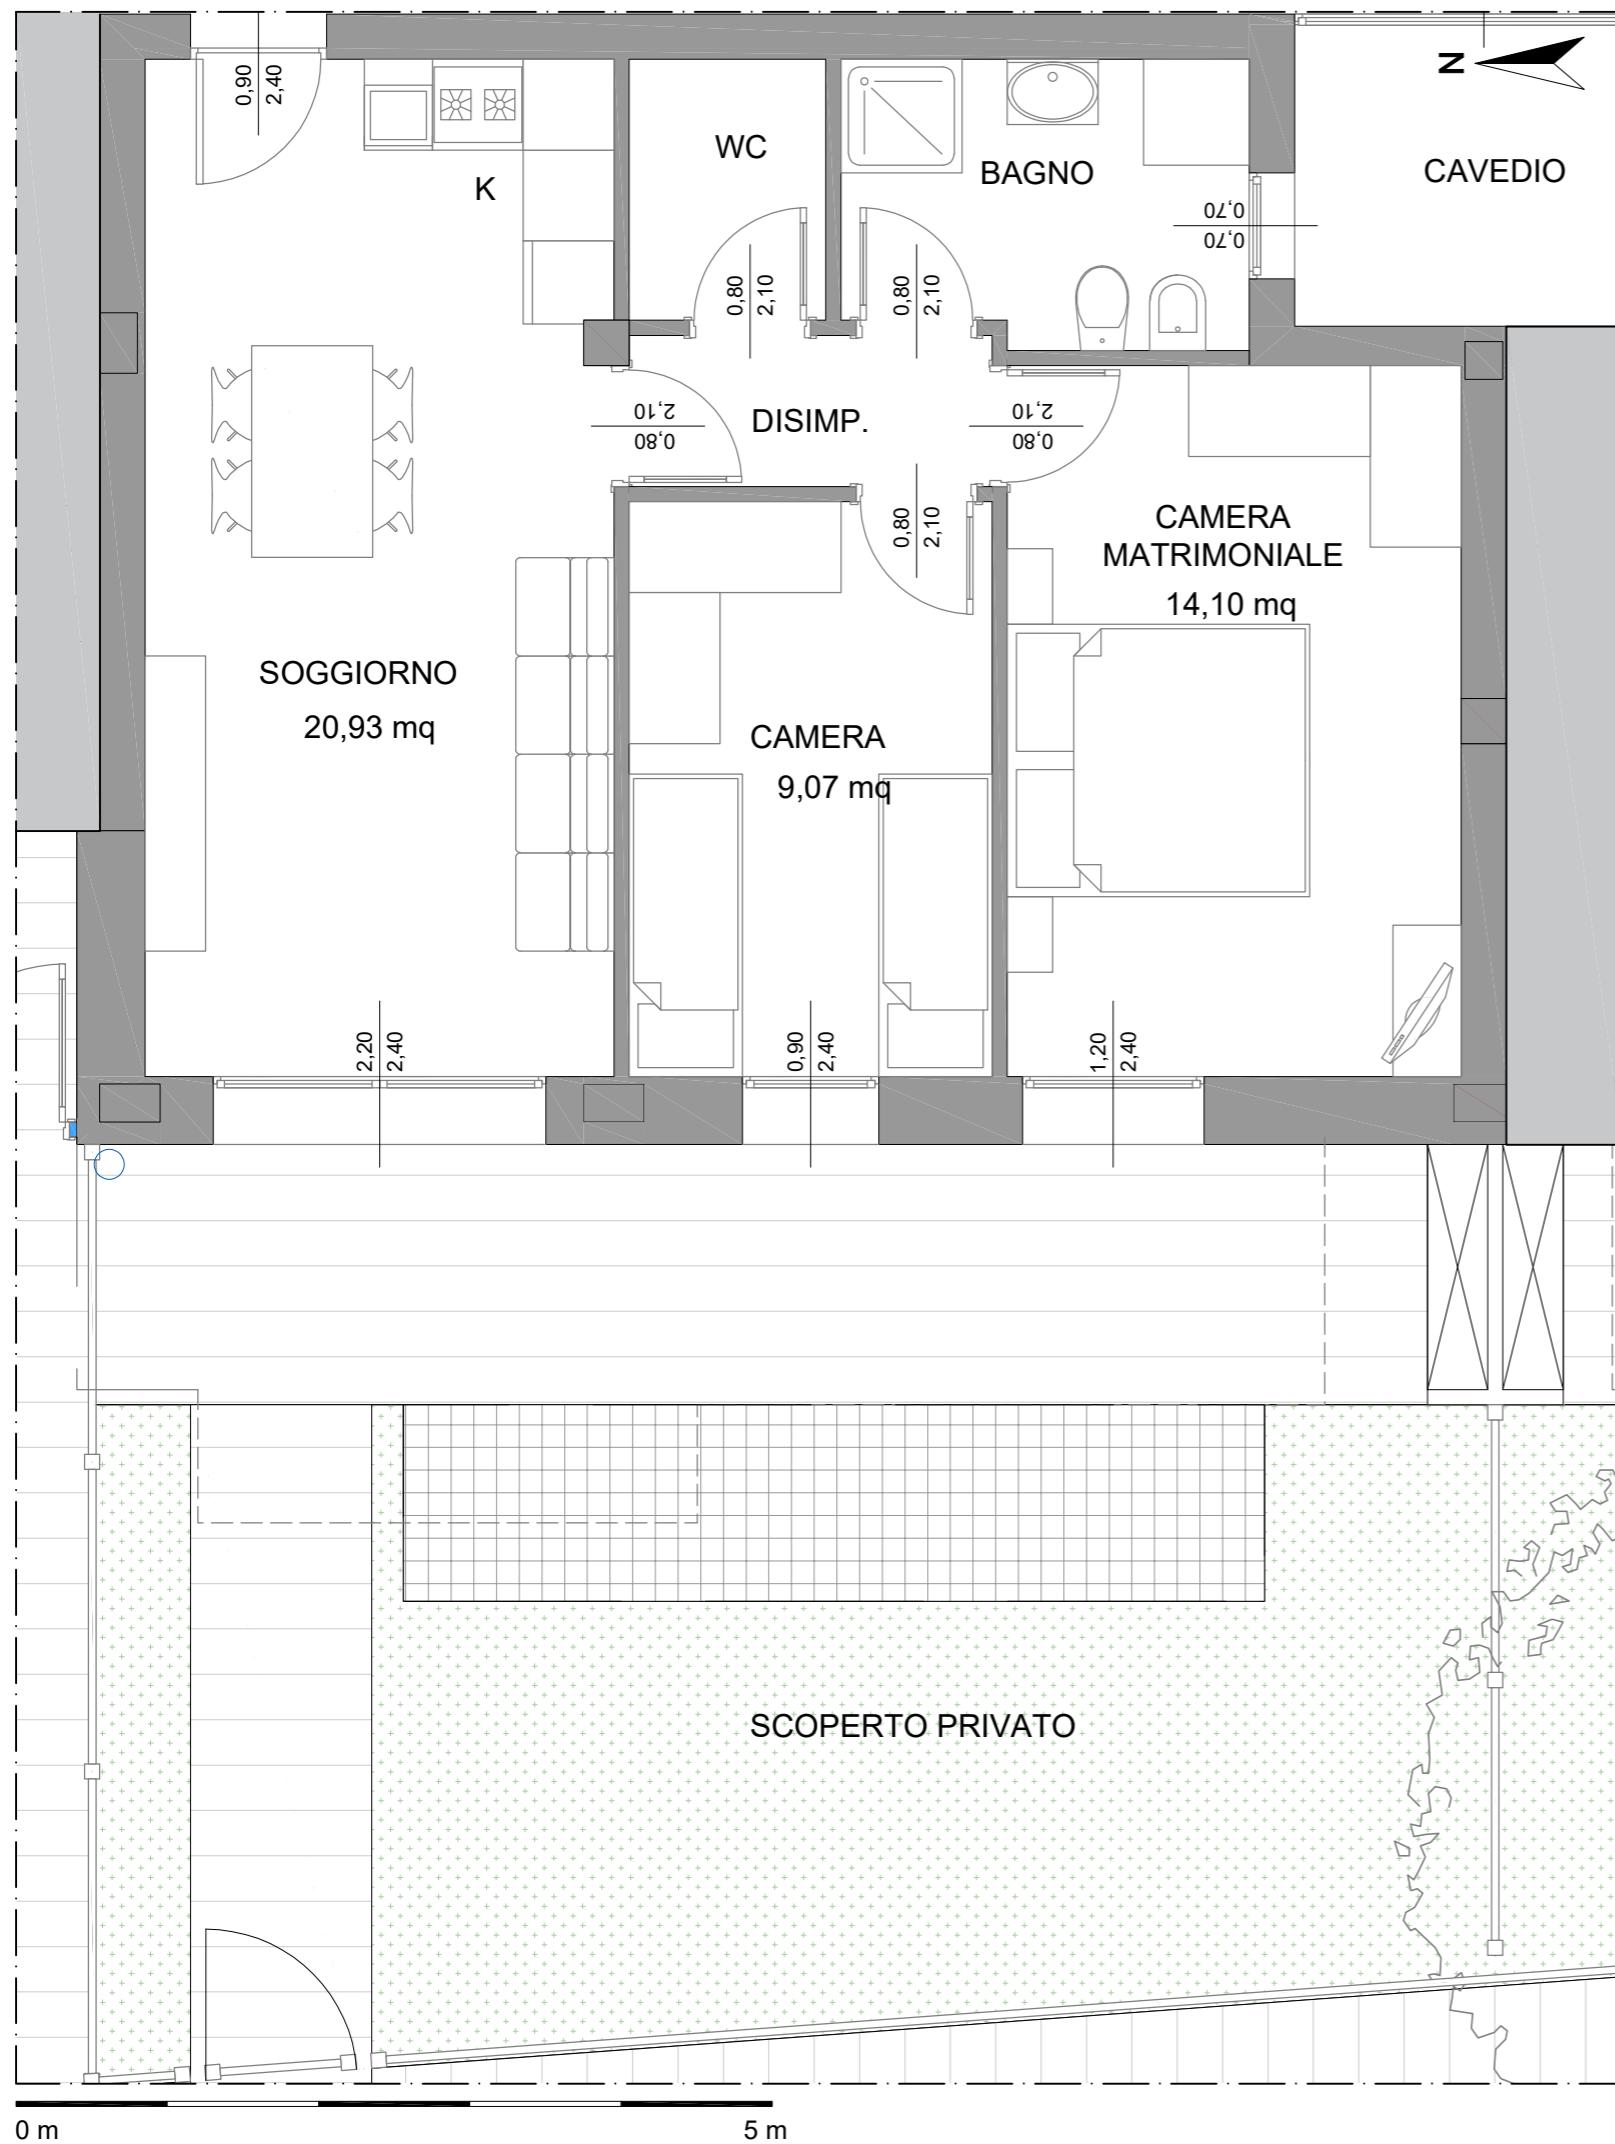 0,90
2,40
N
WC
BAGNO
CAVEDIO
K
0,70
0,70
0,80
2,10
0,80
2,10
2,10
0,80
DISIMP.
2,10
0,80
0,80
2,10
CAMERA
MATRIMONIALE
14,10 mq
SOGGIORNO
20,93 mq
CAMERA
9,07 mq
2,20
2,40
0,90
2,40
1,20
2,40
SCOPERTO PRIVATO
0 m
5 m